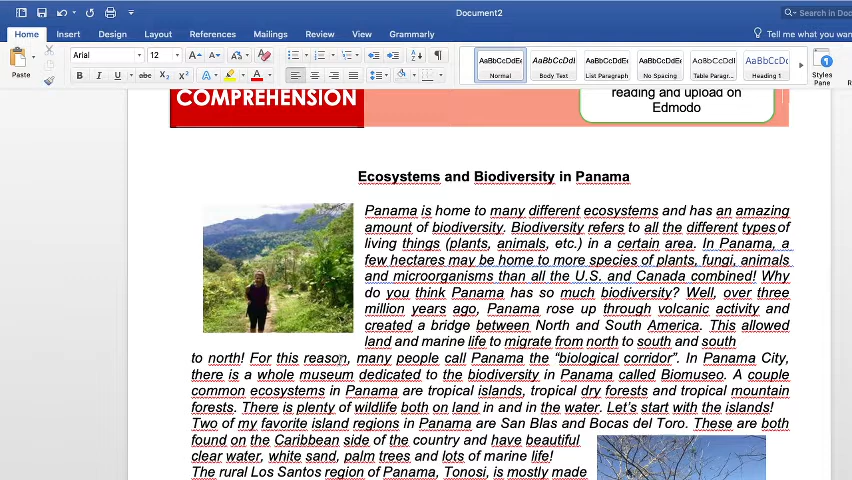 Document2
Search in Doc
Home Insert Design Layout References Mailings Review View Grammarly
Tell me what you want
Paste
Arial
12
B I U abc X₂ X²
AaBbCcDdEe AaBbCcDdE AaBbCcDdEe AaBbCcDdEe AaBbCcDdEe AaBbCcDdE
Normal Body Text List Paragraph No Spacing Table Paragr... Heading 1
Styles
Pane
COMPREHENSION
reading and upload on
Edmodo
Ecosystems and Biodiversity in Panama
Panama is home to many different ecosystems and has an amazing
amount of biodiversity. Biodiversity refers to all the different types of
living things (plants, animals, etc.) in a certain area. In Panama, a
few hectares may be home to more species of plants, fungi, animals
and microorganisms than all the U.S. and Canada combined! Why
do you think Panama has so much biodiversity? Well, over three
million years ago, Panama rose up through volcanic activity and
created a bridge between North and South America. This allowed
land and marine life to migrate from north to south and south
to north! For this reason, many people call Panama the “biological corridor”. In Panama City,
there is a whole museum dedicated to the biodiversity in Panama called Biomuseo. A couple
common ecosystems in Panama are tropical islands, tropical dry forests and tropical mountain
forests. There is plenty of wildlife both on land in and in the water. Let’s start with the islands!
Two of my favorite island regions in Panama are San Blas and Bocas del Toro. These are both
found on the Caribbean side of the country and have beautiful
clear water, white sand, palm trees and lots of marine life!
The rural Los Santos region of Panama, Tonosi, is mostly made